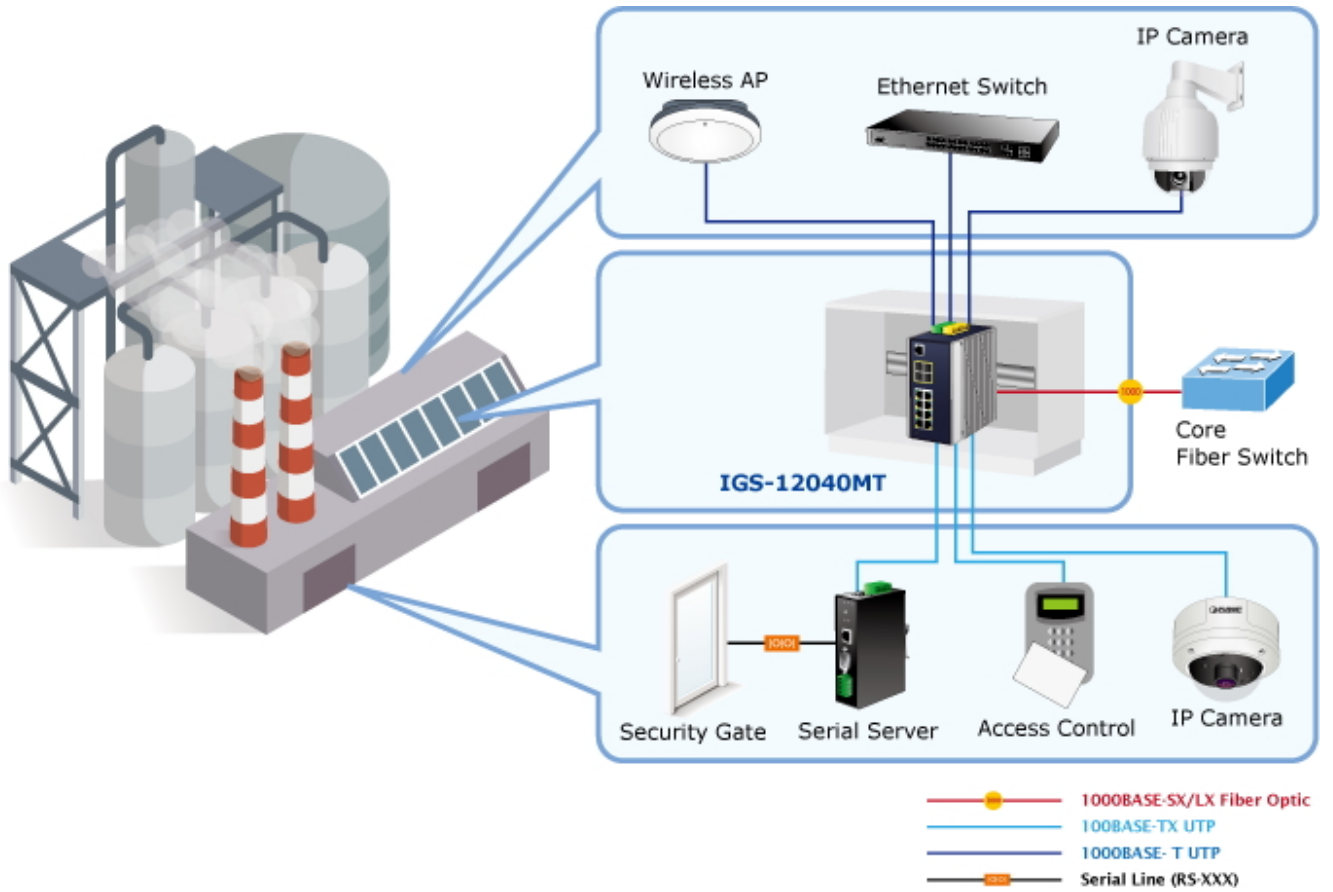 IP Camera
Wireless AP
Ethernet Switch
1000
Core
Fiber Switch
IGS-12040MT
Security Gate
Serial Server
Access Control
IP Camera
1000BASE-SX/LX Fiber Optic
100BASE-TX UTP
1000BASE- T UTP
Serial Line (RS-XXX)